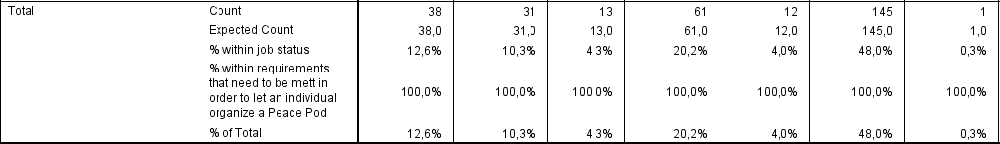 Total Count 38 31 13 61 12 145 1
Expected Count 38,0 31,0 13,0 61,0 12,0 145,0 1,0
% within job status 12,6% 10,3% 4,3% 20,2% 4,0% 48,0% 0,3%
% within requirements
that need to be mett in
order to let an individual 100,0% 100,0% 100,0% 100,0% 100,0% 100,0% 100,0%
organize a Peace Pod
% of Total 12,6% 10,3% 4,3% 20,2% 4,0% 48,0% 0,3%